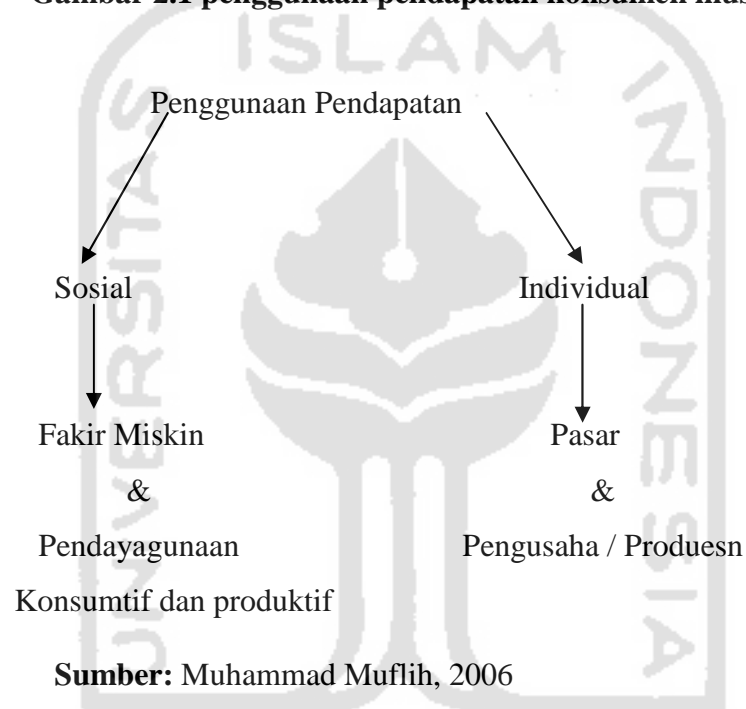 Gambar 2.1 penggunaan pendapatan konsumen
ISLAM
UNIVERSITAS
INDONESIA
Penggunaan Pendapatan
Sosial Individual
Fakir Miskin Pasar
& &
Pendayagunaan Pengusaha / Produesn
Konsumtif dan produktif
Sumber: Muhammad Muflih, 2006